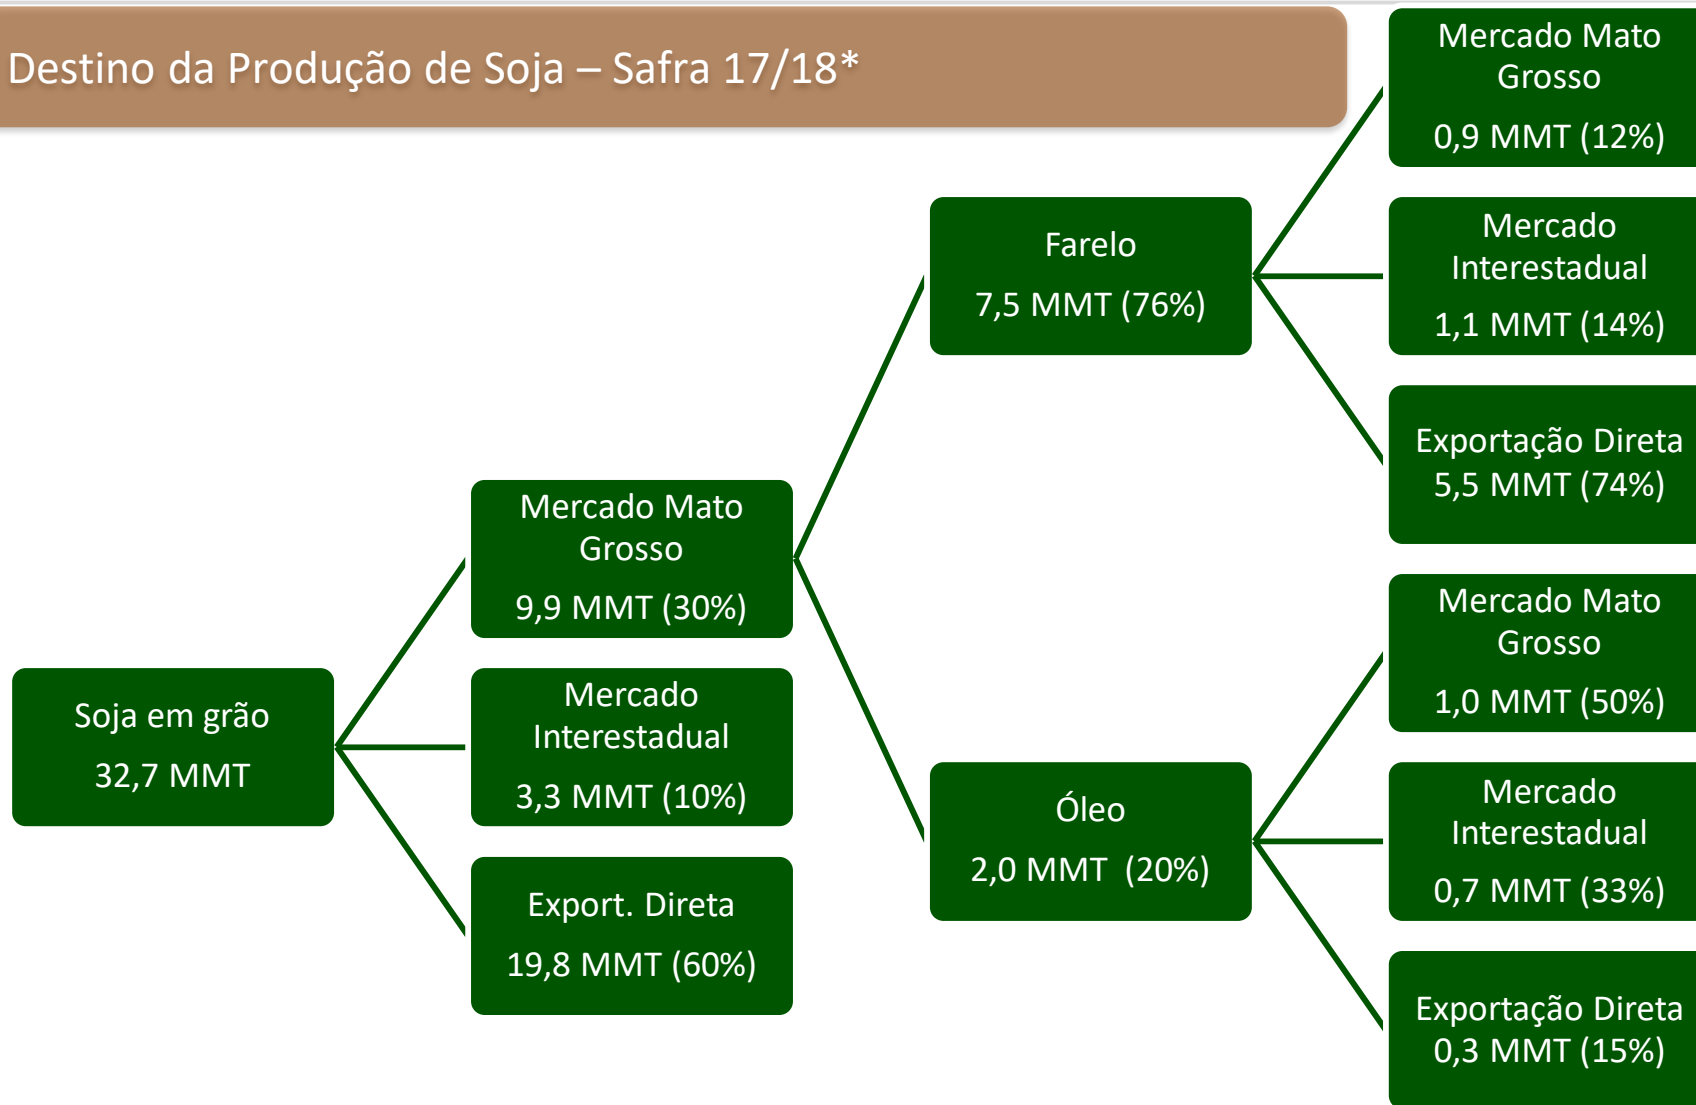 Destino da Produção de Soja – Safra 17/18*
Soja em grão
32,7 MMT
Mercado Mato
Grosso
9,9 MMT (30%)
Mercado
Interestadual
3,3 MMT (10%)
Export. Direta
19,8 MMT (60%)
Farelo
7,5 MMT (76%)
Óleo
2,0 MMT (20%)
Mercado Mato
Grosso
0,9 MMT (12%)
Mercado
Interestadual
1,1 MMT (14%)
Exportação Direta
5,5 MMT (74%)
Mercado Mato
Grosso
1,0 MMT (50%)
Mercado
Interestadual
0,7 MMT (33%)
Exportação Direta
0,3 MMT (15%)